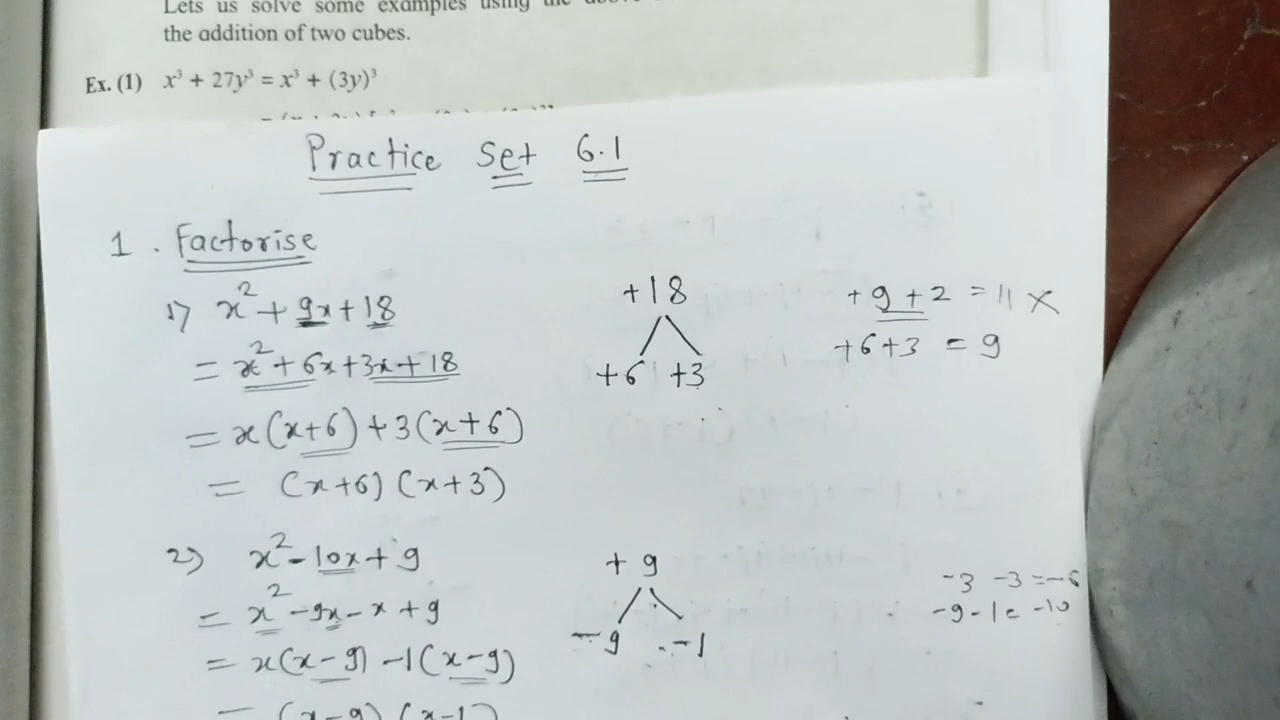 Lets us solve some examples using the
the addition of two cubes.
Ex. (1) x³ + 27y³ = x³ + (3y)³
Practice Set 6.1
1. Factorise
1) x² + 9x + 18
+18
+9+2 = 11 ×
= x² + 6x + 3x + 18
+6 +3
+6+3 = 9
= x(x+6) + 3(x+6)
= (x+6) (x+3)
2) x² - 10x + 9
+9
-3 -3 = -6
= x² - 9x - x + 9
-9 -1
-9 -1 = -10
= x(x-9) -1(x-9)
= (x-9) (x-1)